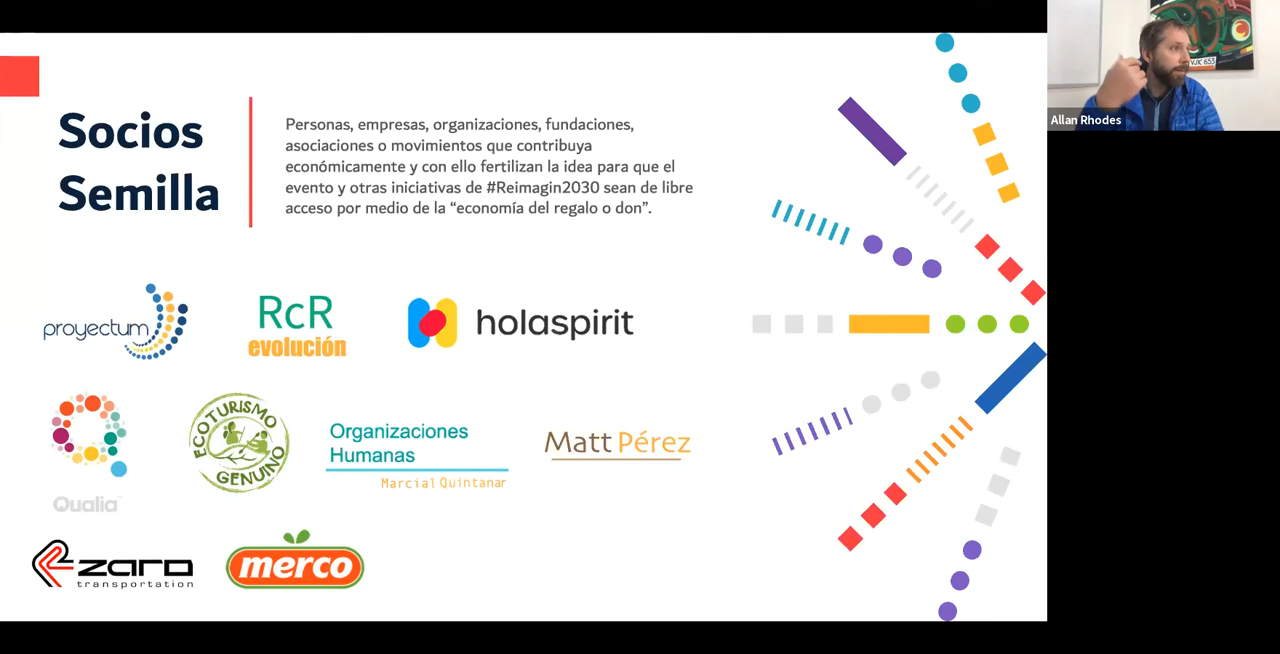 Socios
Semilla
Personas, empresas, organizaciones, fundaciones,
asociaciones o movimientos que contribuya
económicamente y con ello fertilizan la idea para que el
evento y otras iniciativas de #Reimagin2030 sean de libre
acceso por medio de la “economía del regalo o don”.
proyectum
RcR
evolución
holaspirit
Qualia
ECOTURISMO
GENUINO
Organizaciones
Humanas
Marcial Quintanar
Matt Pérez
zaro
transportation
merco
VJK 653
Allan Rhodes